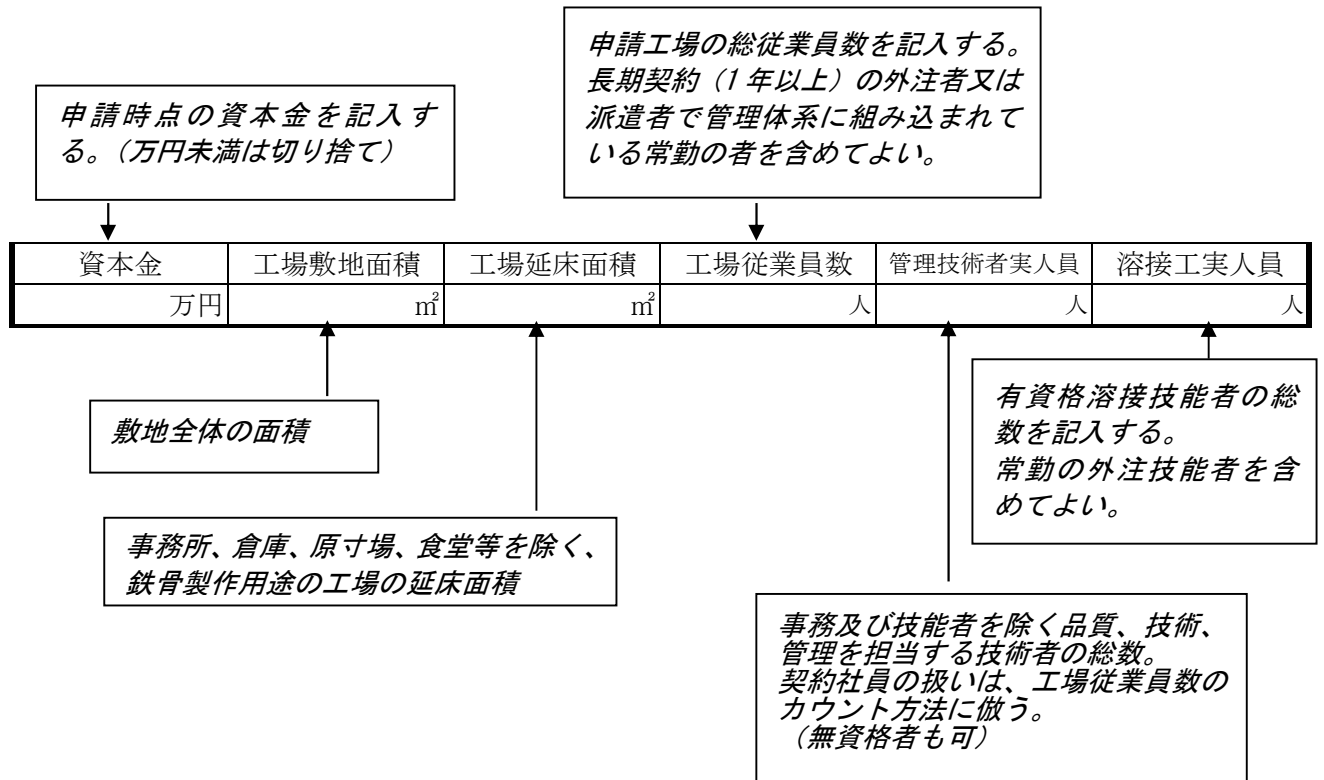 申請工場の総従業員数を記入する。
長期契約（1年以上）の外注者又は
派遣者で管理体系に組み込まれて
いる常勤の者を含めてよい。
申請時点の資本金を記入す
る。（万円未満は切り捨て）
資本金 工場敷地面積 工場延床面積 工場従業員数 管理技術者実人員 溶接工実人員
万円 ㎡ ㎡ 人 人 人
敷地全体の面積
有資格溶接技能者の総
数を記入する。
常勤の外注技能者を含
めてよい。
事務所、倉庫、原寸場、食堂等を除く、
鉄骨製作用途の工場の延床面積
事務及び技能者を除く品質、技術、
管理を担当する技術者の総数。
契約社員の扱いは、工場従業員数の
カウント方法に倣う。
（無資格者も可）